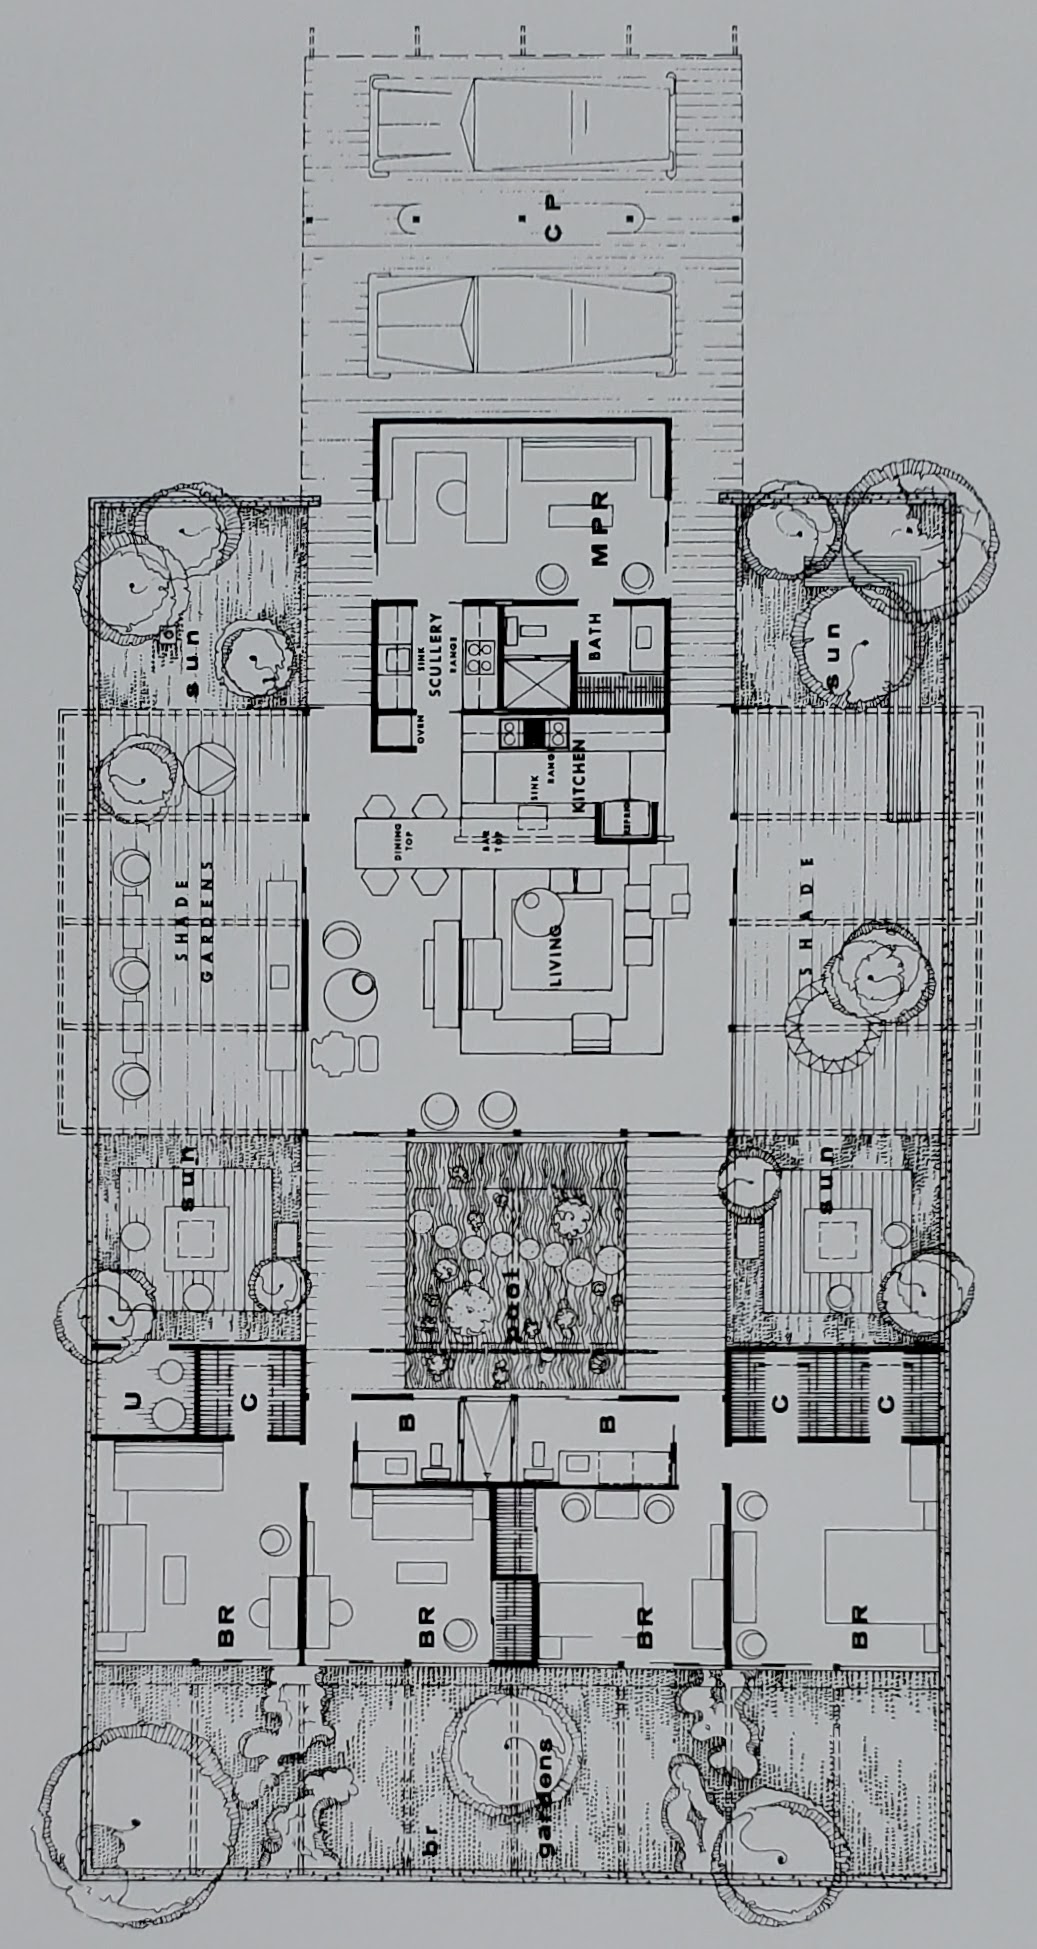 CP
MPR
sun
SCULLERY
SINK
RANGE
BATH
sun
OVEN
KITCHEN
SINK
RANGE
REFRIG
DINING
TOP
BAR
TOP
SHADE
GARDENS
LIVING
SHADE
sun
pool
sun
U
C
B
B
C
C
BR
BR
BR
BR
br
gardens